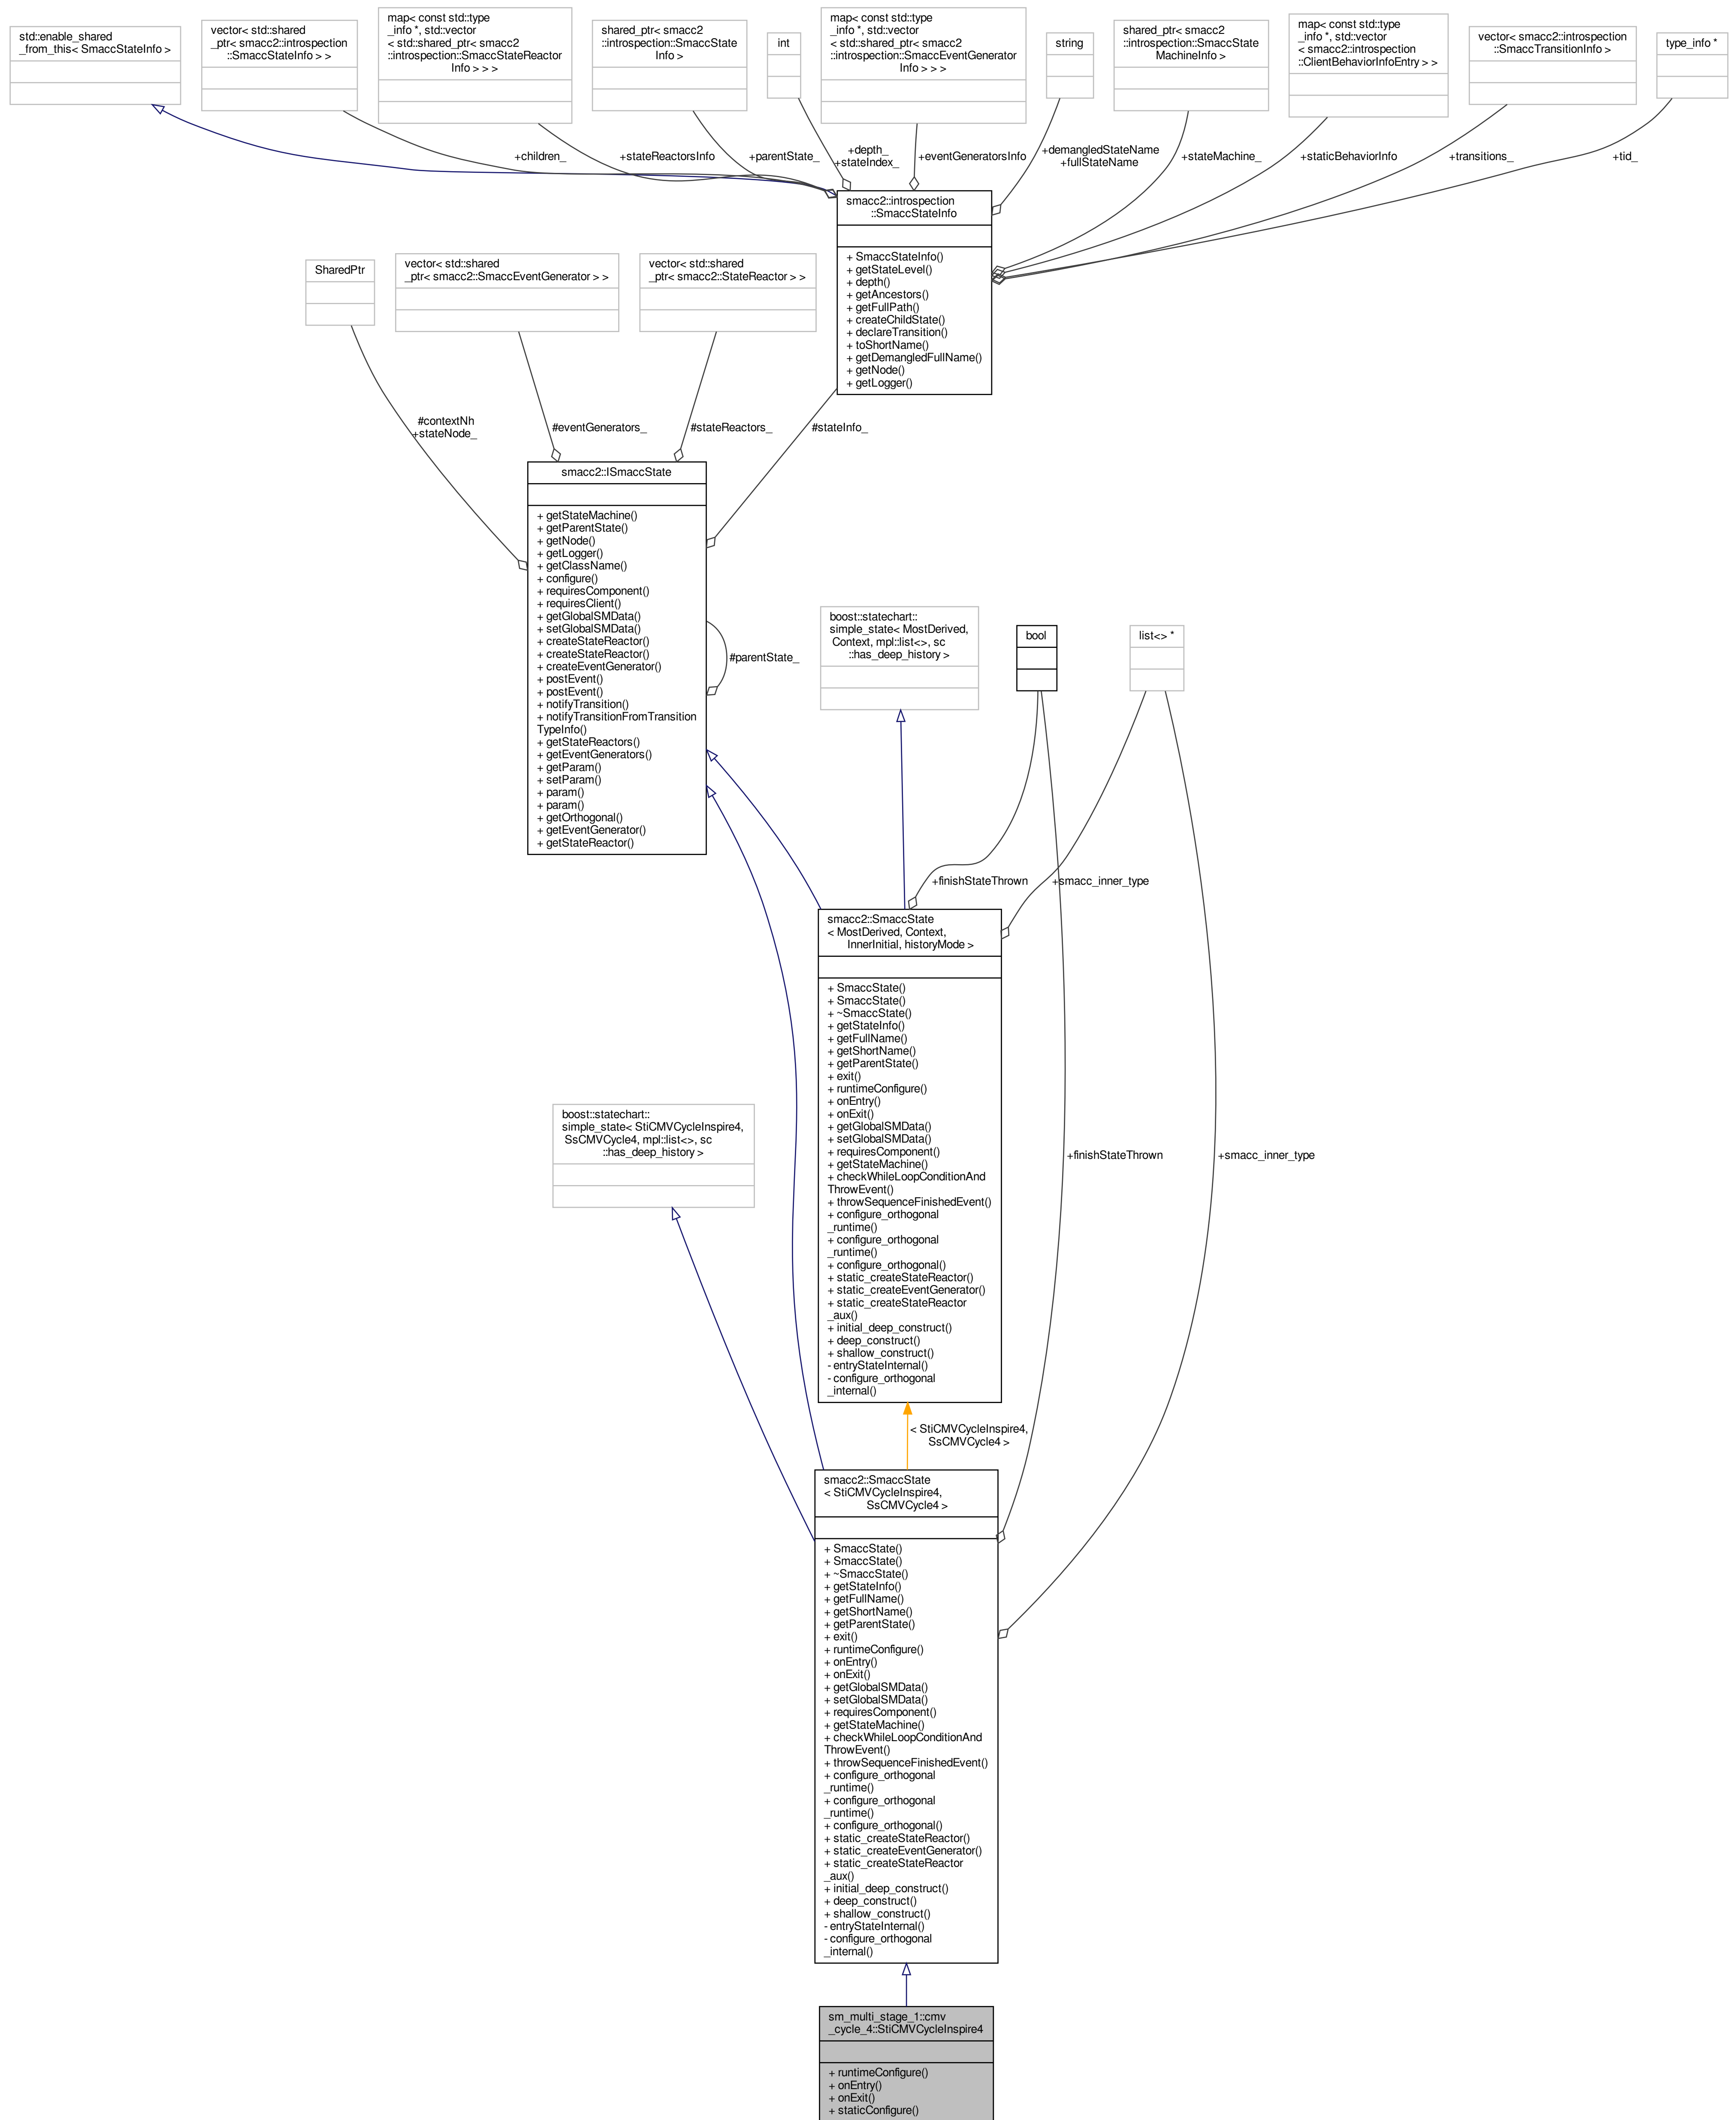 std::enable_shared
_from_this< SmaccStateInfo >
vector< std::shared
_ptr< smacc2::introspection
::SmaccStateInfo > >
map< const std::type
_info *, std::vector
< std::shared_ptr< smacc2
::introspection::SmaccStateReactor
Info > > >
shared_ptr< smacc2
::introspection::SmaccState
Info >
int
map< const std::type
_info *, std::vector
< std::shared_ptr< smacc2
::introspection::SmaccEventGenerator
Info > > >
string
shared_ptr< smacc2
::introspection::SmaccState
MachineInfo >
map< const std::type
_info *, std::vector
< smacc2::introspection
::ClientBehaviorInfoEntry > >
vector< smacc2::introspection
::SmaccTransitionInfo >
type_info *
+children_
+stateReactorsInfo
+parentState_
+depth_
+stateIndex_
+eventGeneratorsInfo
+demangledStateName
+fullStateName
+stateMachine_
+staticBehaviorInfo
+transitions_
+tid_
smacc2::introspection
::SmaccStateInfo
+ SmaccStateInfo()
+ getStateLevel()
+ depth()
+ getAncestors()
+ getFullPath()
+ createChildState()
+ declareTransition()
+ toShortName()
+ getDemangledFullName()
+ getNode()
+ getLogger()
SharedPtr
vector< std::shared
_ptr< smacc2::SmaccEventGenerator > >
vector< std::shared
_ptr< smacc2::StateReactor > >
#contextNh
+stateNode_
#eventGenerators_
#stateReactors_
#stateInfo_
smacc2::ISmaccState
+ getStateMachine()
+ getParentState()
+ getNode()
+ getLogger()
+ getClassName()
+ configure()
+ requiresComponent()
+ requiresClient()
+ getGlobalSMData()
+ setGlobalSMData()
+ createStateReactor()
+ createStateReactor()
+ createEventGenerator()
+ postEvent()
+ postEvent()
+ notifyTransition()
+ notifyTransitionFromTransition
TypeInfo()
+ getStateReactors()
+ getEventGenerators()
+ getParam()
+ setParam()
+ param()
+ param()
+ getOrthogonal()
+ getEventGenerator()
+ getStateReactor()
#parentState_
boost::statechart::
simple_state< MostDerived,
Context, mpl::list<>, sc
::has_deep_history >
bool
list<> *
+finishStateThrown
+smacc_inner_type
smacc2::SmaccState
< MostDerived, Context,
InnerInitial, historyMode >
+ SmaccState()
+ SmaccState()
+ ~SmaccState()
+ getStateInfo()
+ getFullName()
+ getShortName()
+ getParentState()
+ exit()
+ runtimeConfigure()
+ onEntry()
+ onExit()
+ getGlobalSMData()
+ setGlobalSMData()
+ requiresComponent()
+ getStateMachine()
+ checkWhileLoopConditionAnd
ThrowEvent()
+ throwSequenceFinishedEvent()
+ configure_orthogonal
_runtime()
+ configure_orthogonal
_runtime()
+ configure_orthogonal()
+ static_createStateReactor()
+ static_createEventGenerator()
+ static_createStateReactor
_aux()
+ initial_deep_construct()
+ deep_construct()
+ shallow_construct()
- entryStateInternal()
- configure_orthogonal
_internal()
boost::statechart::
simple_state< StiCMVCycleInspire4,
SsCMVCycle4, mpl::list<>, sc
::has_deep_history >
+finishStateThrown
+smacc_inner_type
< StiCMVCycleInspire4,
SsCMVCycle4 >
smacc2::SmaccState
< StiCMVCycleInspire4,
SsCMVCycle4 >
+ SmaccState()
+ SmaccState()
+ ~SmaccState()
+ getStateInfo()
+ getFullName()
+ getShortName()
+ getParentState()
+ exit()
+ runtimeConfigure()
+ onEntry()
+ onExit()
+ getGlobalSMData()
+ setGlobalSMData()
+ requiresComponent()
+ getStateMachine()
+ checkWhileLoopConditionAnd
ThrowEvent()
+ throwSequenceFinishedEvent()
+ configure_orthogonal
_runtime()
+ configure_orthogonal
_runtime()
+ configure_orthogonal()
+ static_createStateReactor()
+ static_createEventGenerator()
+ static_createStateReactor
_aux()
+ initial_deep_construct()
+ deep_construct()
+ shallow_construct()
- entryStateInternal()
- configure_orthogonal
_internal()
sm_multi_stage_1::cmv
_cycle_4::StiCMVCycleInspire4
+ runtimeConfigure()
+ onEntry()
+ onExit()
+ staticConfigure()